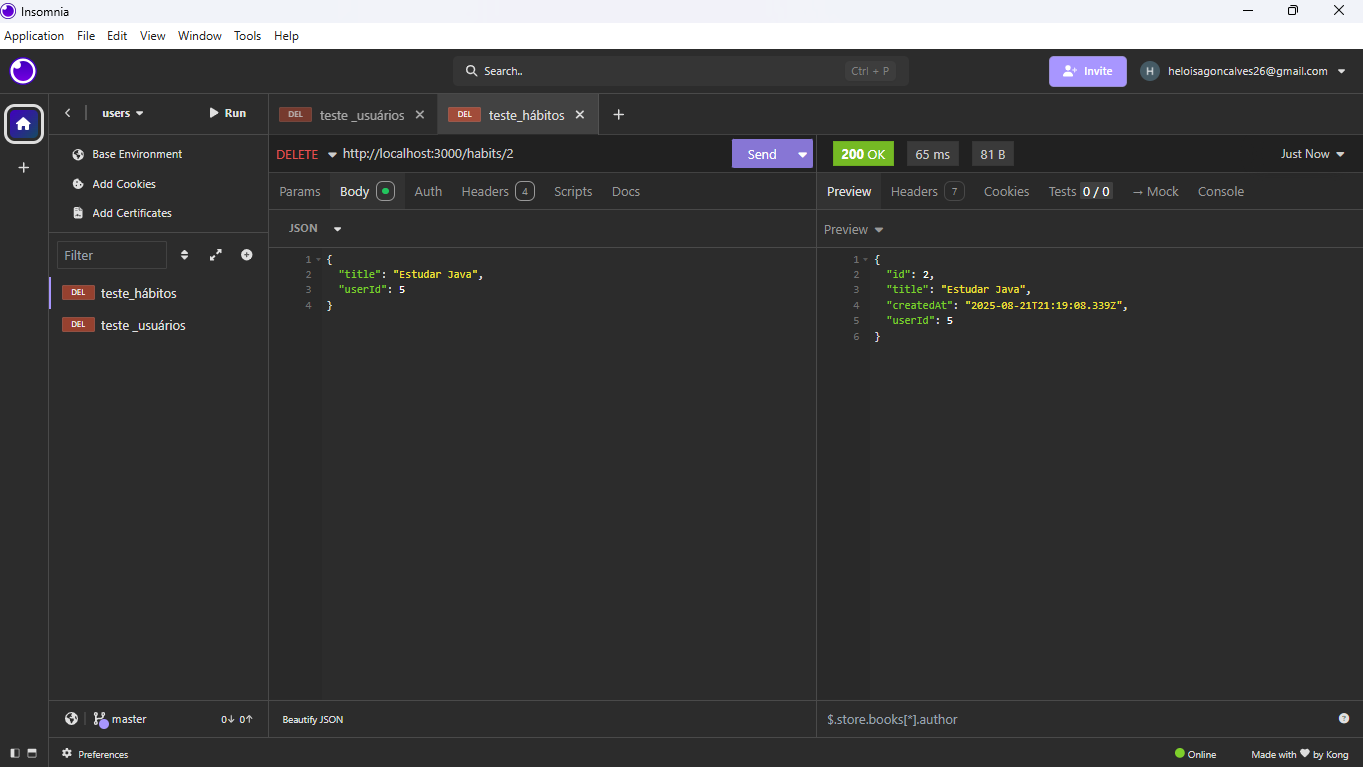 Insomnia
Application File Edit View Window Tools Help
Search.. Ctrl + P Invite H heloisagoncalves26@gmail.com
users Run
DEL teste _usuários DEL teste_hábitos
Base Environment
Add Cookies
Add Certificates
Filter
DEL teste_hábitos
DEL teste _usuários
DELETE http://localhost:3000/habits/2 Send
Params Body Auth Headers 4 Scripts Docs
JSON
1 {
2 "title": "Estudar Java",
3 "userId": 5
4 }
200 OK 65 ms 81 B Just Now
Preview Headers 7 Cookies Tests 0 / 0 → Mock Console
Preview
1 {
2 "id": 2,
3 "title": "Estudar Java",
4 "createdAt": "2025-08-21T21:19:08.339Z",
5 "userId": 5
6 }
master 0↓ 0↑
Beautify JSON
$.store.books[*].author
Preferences
Online Made with ♥ by Kong